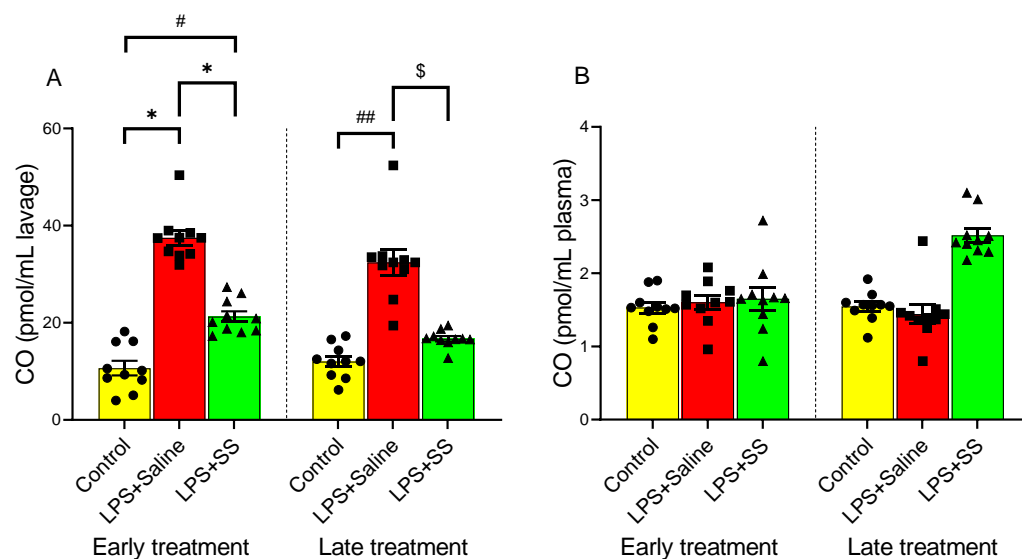 #
A
*
*
$
##
CO (pmol/mL lavage)
60
40
20
0
Control
LPS+Saline
LPS+SS
Control
LPS+Saline
LPS+SS
Early treatment
Late treatment
B
CO (pmol/mL plasma)
4
3
2
1
0
Control
LPS+Saline
LPS+SS
Control
LPS+Saline
LPS+SS
Early treatment
Late treatment